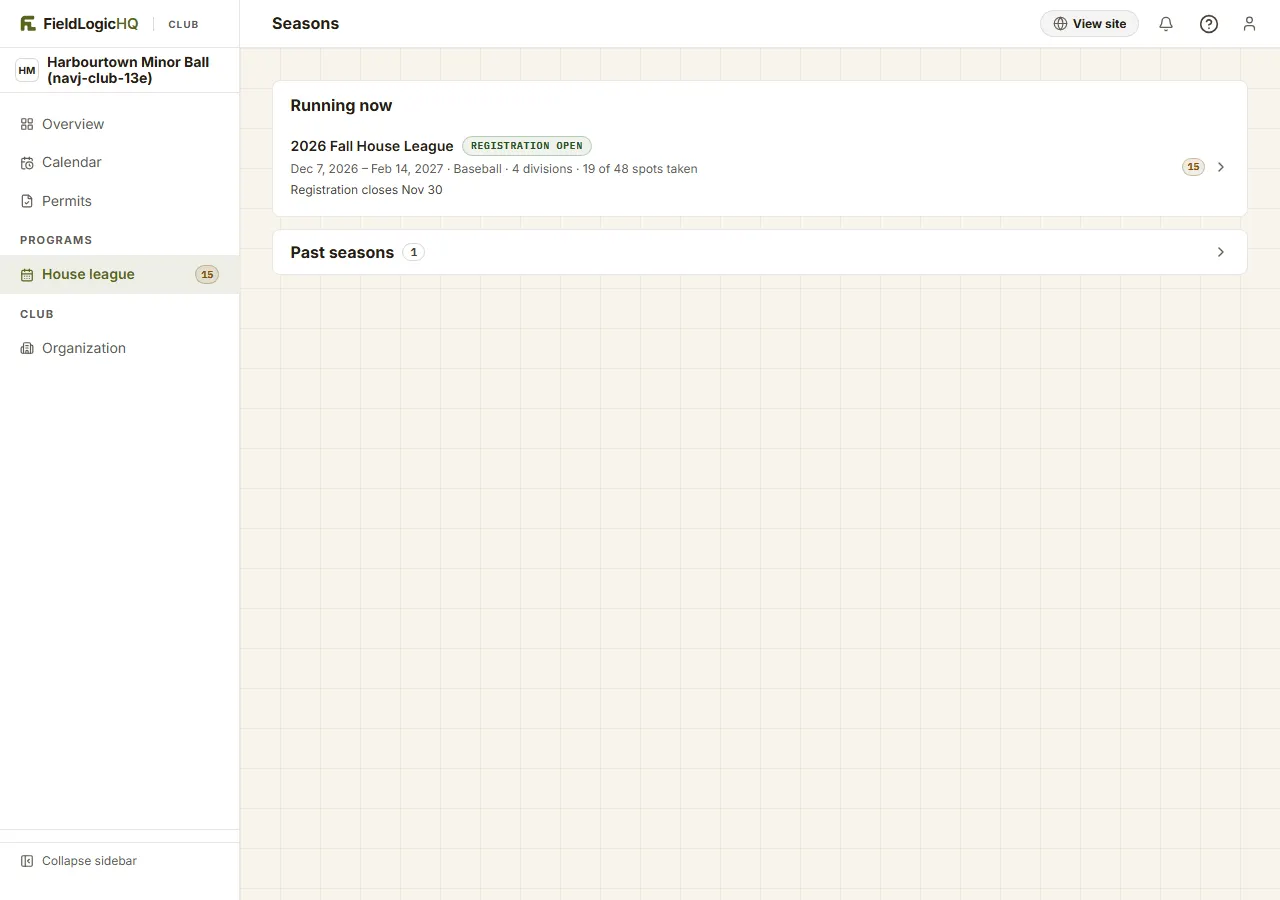 FieldLogicHQ CLUB
Seasons
View site
HM
Harbourtown Minor Ball
(navj-club-13e)
Overview
Calendar
Permits
PROGRAMS
House league 15
CLUB
Organization
Collapse sidebar
Running now
2026 Fall House League REGISTRATION OPEN
Dec 7, 2026 – Feb 14, 2027 · Baseball · 4 divisions · 19 of 48 spots taken
15
Registration closes Nov 30
Past seasons 1